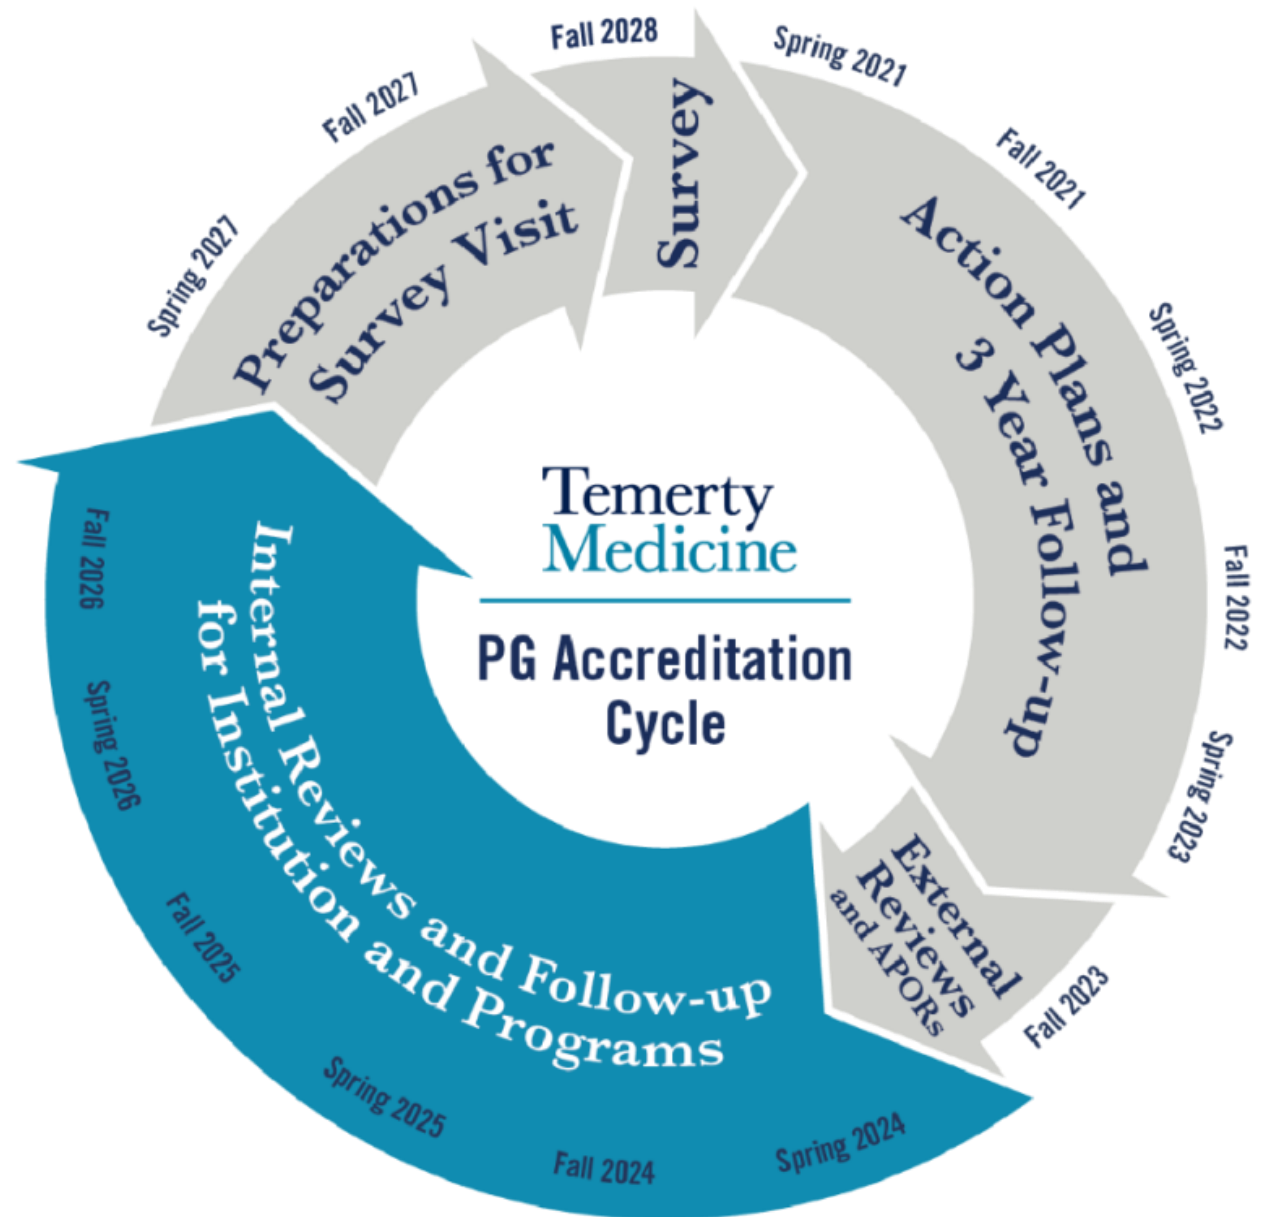 Fall 2028
Survey
Spring 2021
Fall 2021
Spring 2022
Fall 2022
Spring 2023
Action Plans and
3 Year Follow-up
Fall 2023
External
Reviews
and APORs
Spring 2024
Fall 2024
Spring 2025
Fall 2025
Spring 2026
Fall 2026
Internal Reviews and Follow-up
for Institution and Programs
Spring 2027
Fall 2027
Preparations for
Survey Visit
Temerty
Medicine
PG Accreditation
Cycle